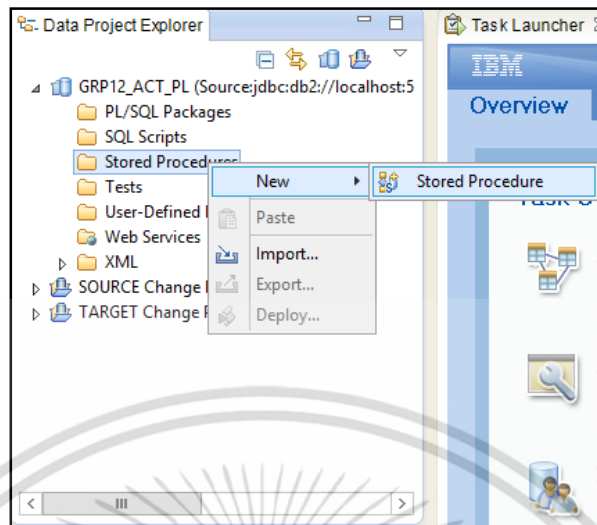 Data Project Explorer
Task Launcher
IBM
GRP12_ACT_PL (Source:jdbc:db2://localhost:5
Overview
PL/SQL Packages
SQL Scripts
Stored Procedures
New
Stored Procedure
Tests
User-Defined
Paste
Web Services
Import...
XML
SOURCE Change
Export...
TARGET Change
Deploy...